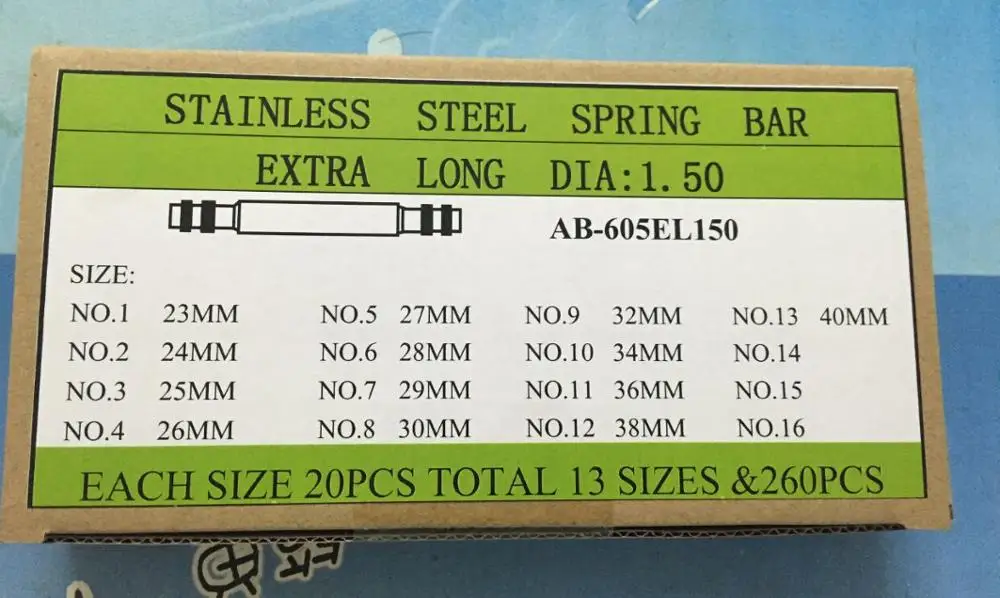 STAINLESS STEEL SPRING BAR
EXTRA LONG DIA:1.50
AB-605EL150
SIZE:
NO.1 23MM NO.5 27MM NO.9 32MM NO.13 40MM
NO.2 24MM NO.6 28MM NO.10 34MM NO.14
NO.3 25MM NO.7 29MM NO.11 36MM NO.15
NO.4 26MM NO.8 30MM NO.12 38MM NO.16
EACH SIZE 20PCS TOTAL 13 SIZES &260PCS